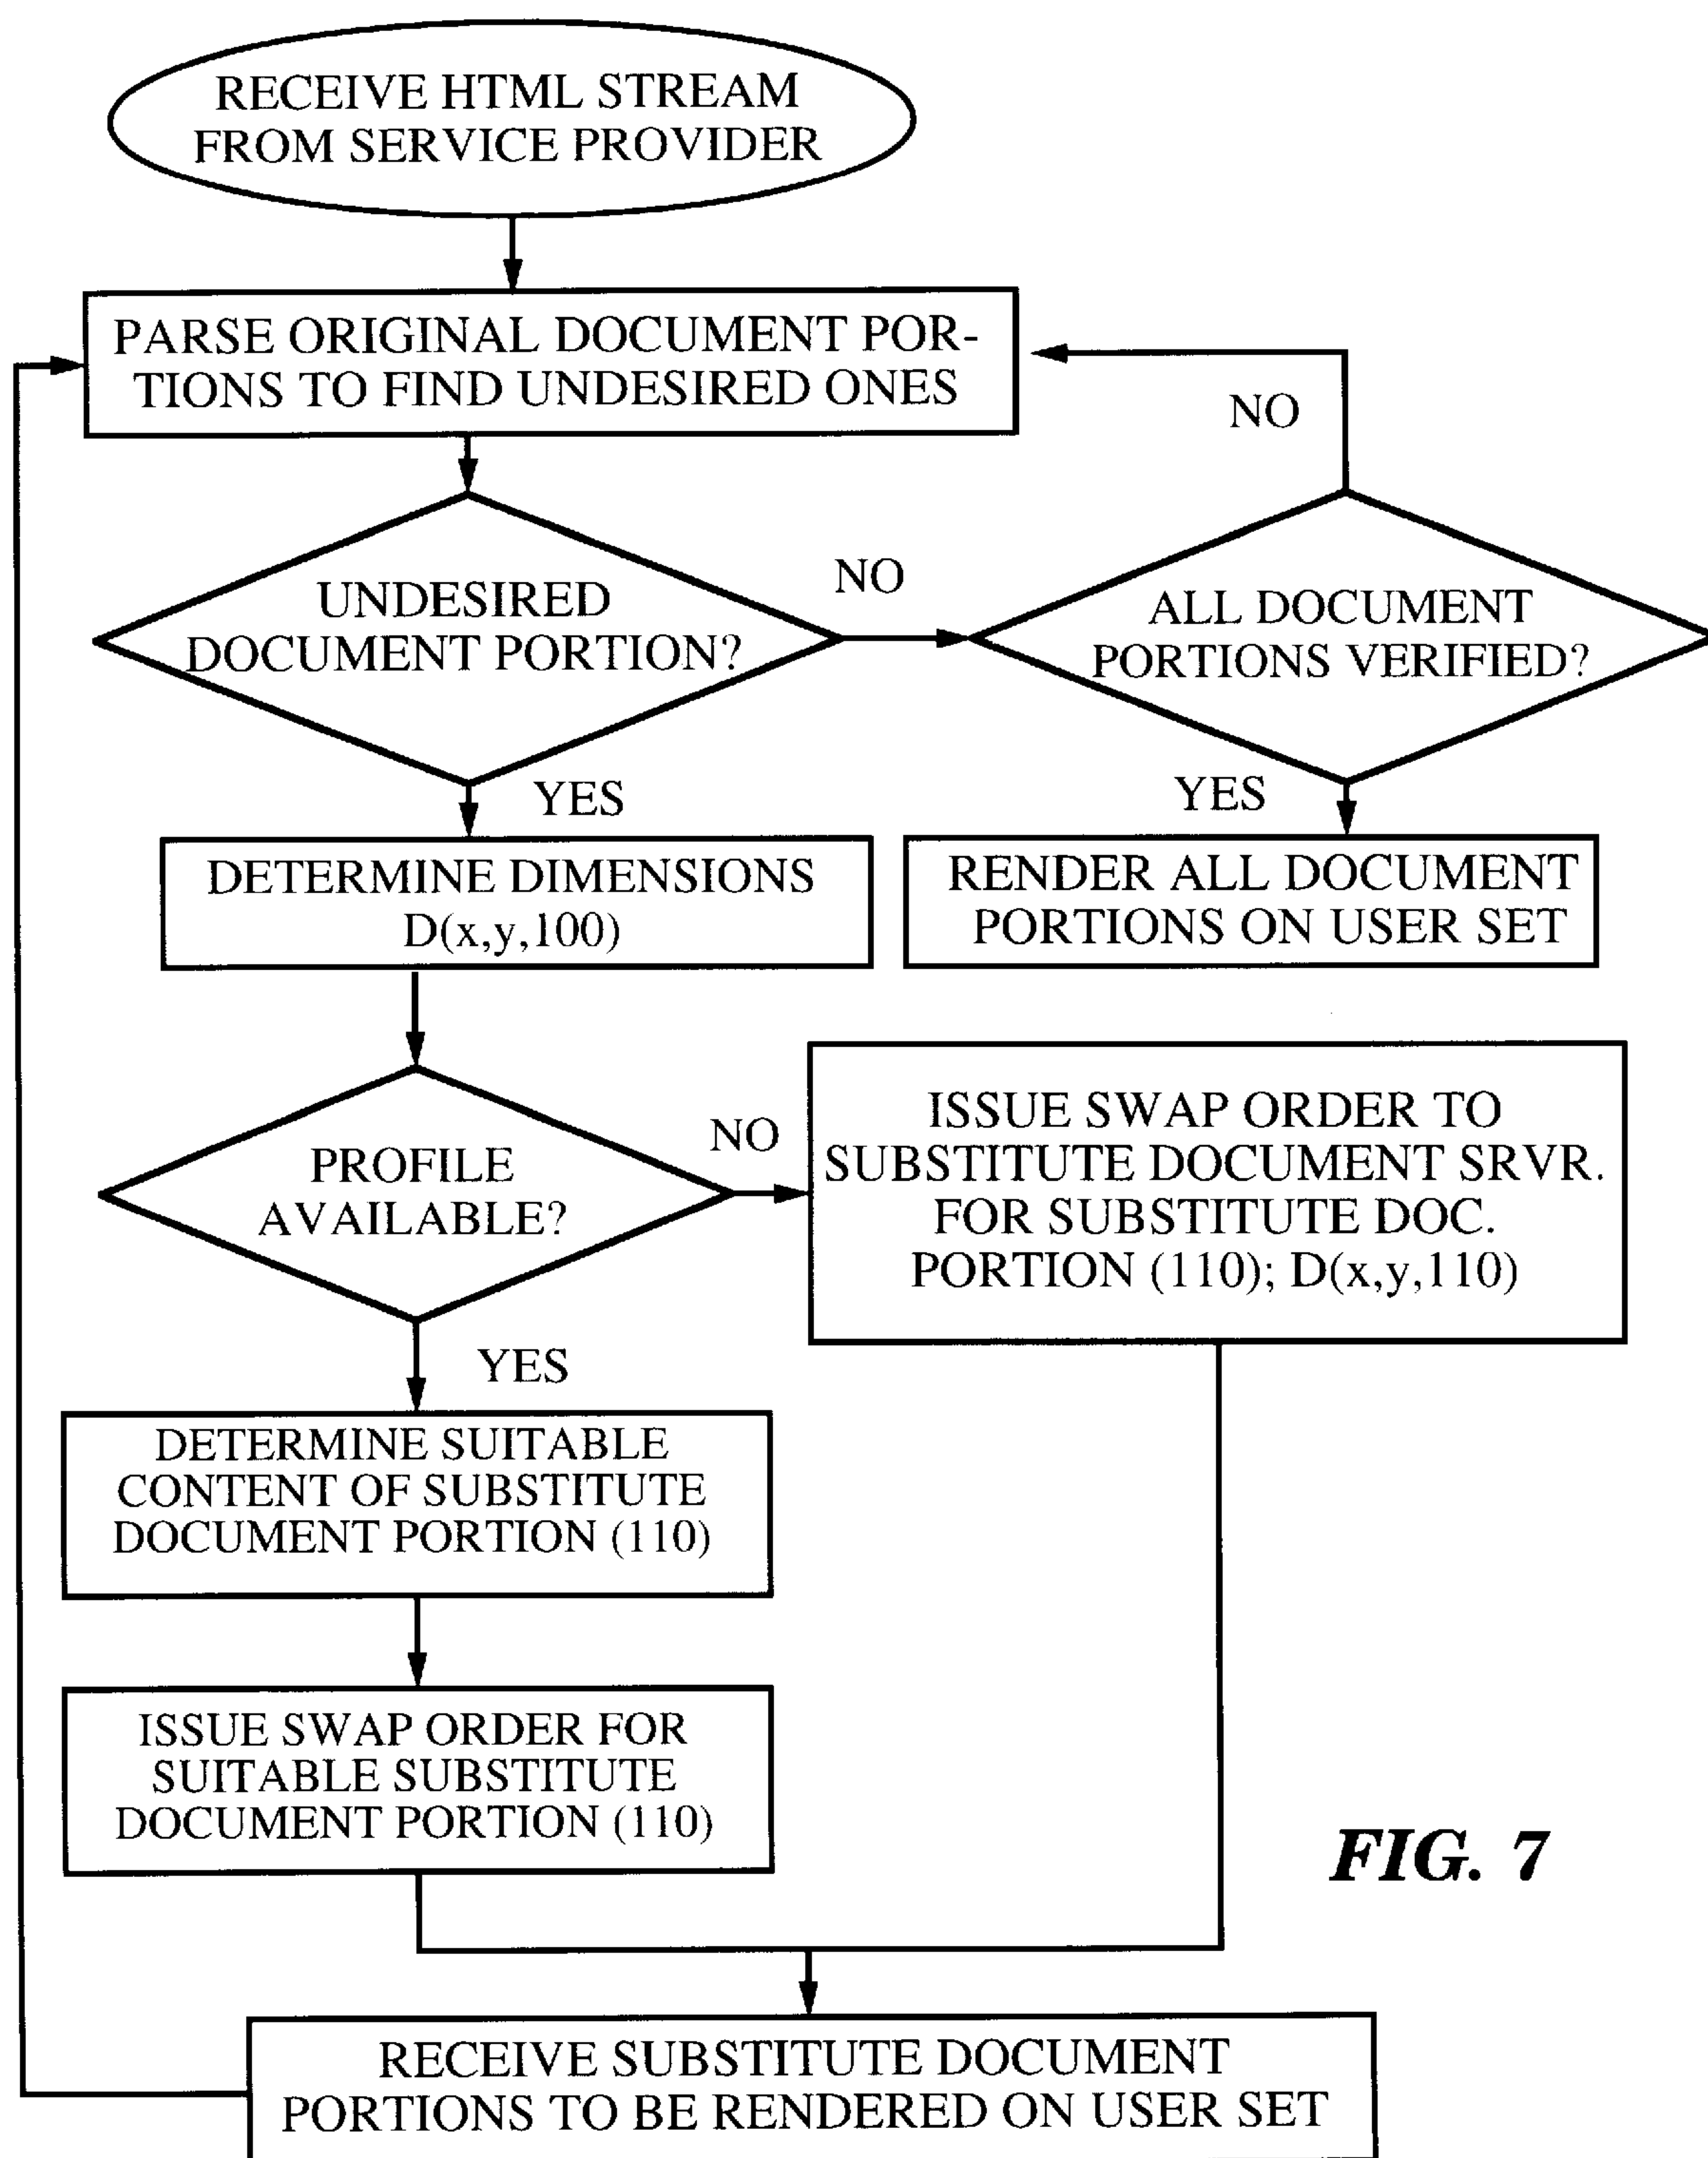 RECEIVE HTML STREAM
FROM SERVICE PROVIDER
PARSE ORIGINAL DOCUMENT POR-
TIONS TO FIND UNDESIRED ONES
NO
UNDESIRED
DOCUMENT PORTION?
NO
ALL DOCUMENT
PORTIONS VERIFIED?
YES
YES
DETERMINE DIMENSIONS
D(x,y,100)
RENDER ALL DOCUMENT
PORTIONS ON USER SET
PROFILE
AVAILABLE?
NO
ISSUE SWAP ORDER TO
SUBSTITUTE DOCUMENT SRVR.
FOR SUBSTITUTE DOC.
PORTION (110); D(x,y,110)
YES
DETERMINE SUITABLE
CONTENT OF SUBSTITUTE
DOCUMENT PORTION (110)
ISSUE SWAP ORDER FOR
SUITABLE SUBSTITUTE
DOCUMENT PORTION (110)
FIG. 7
RECEIVE SUBSTITUTE DOCUMENT
PORTIONS TO BE RENDERED ON USER SET